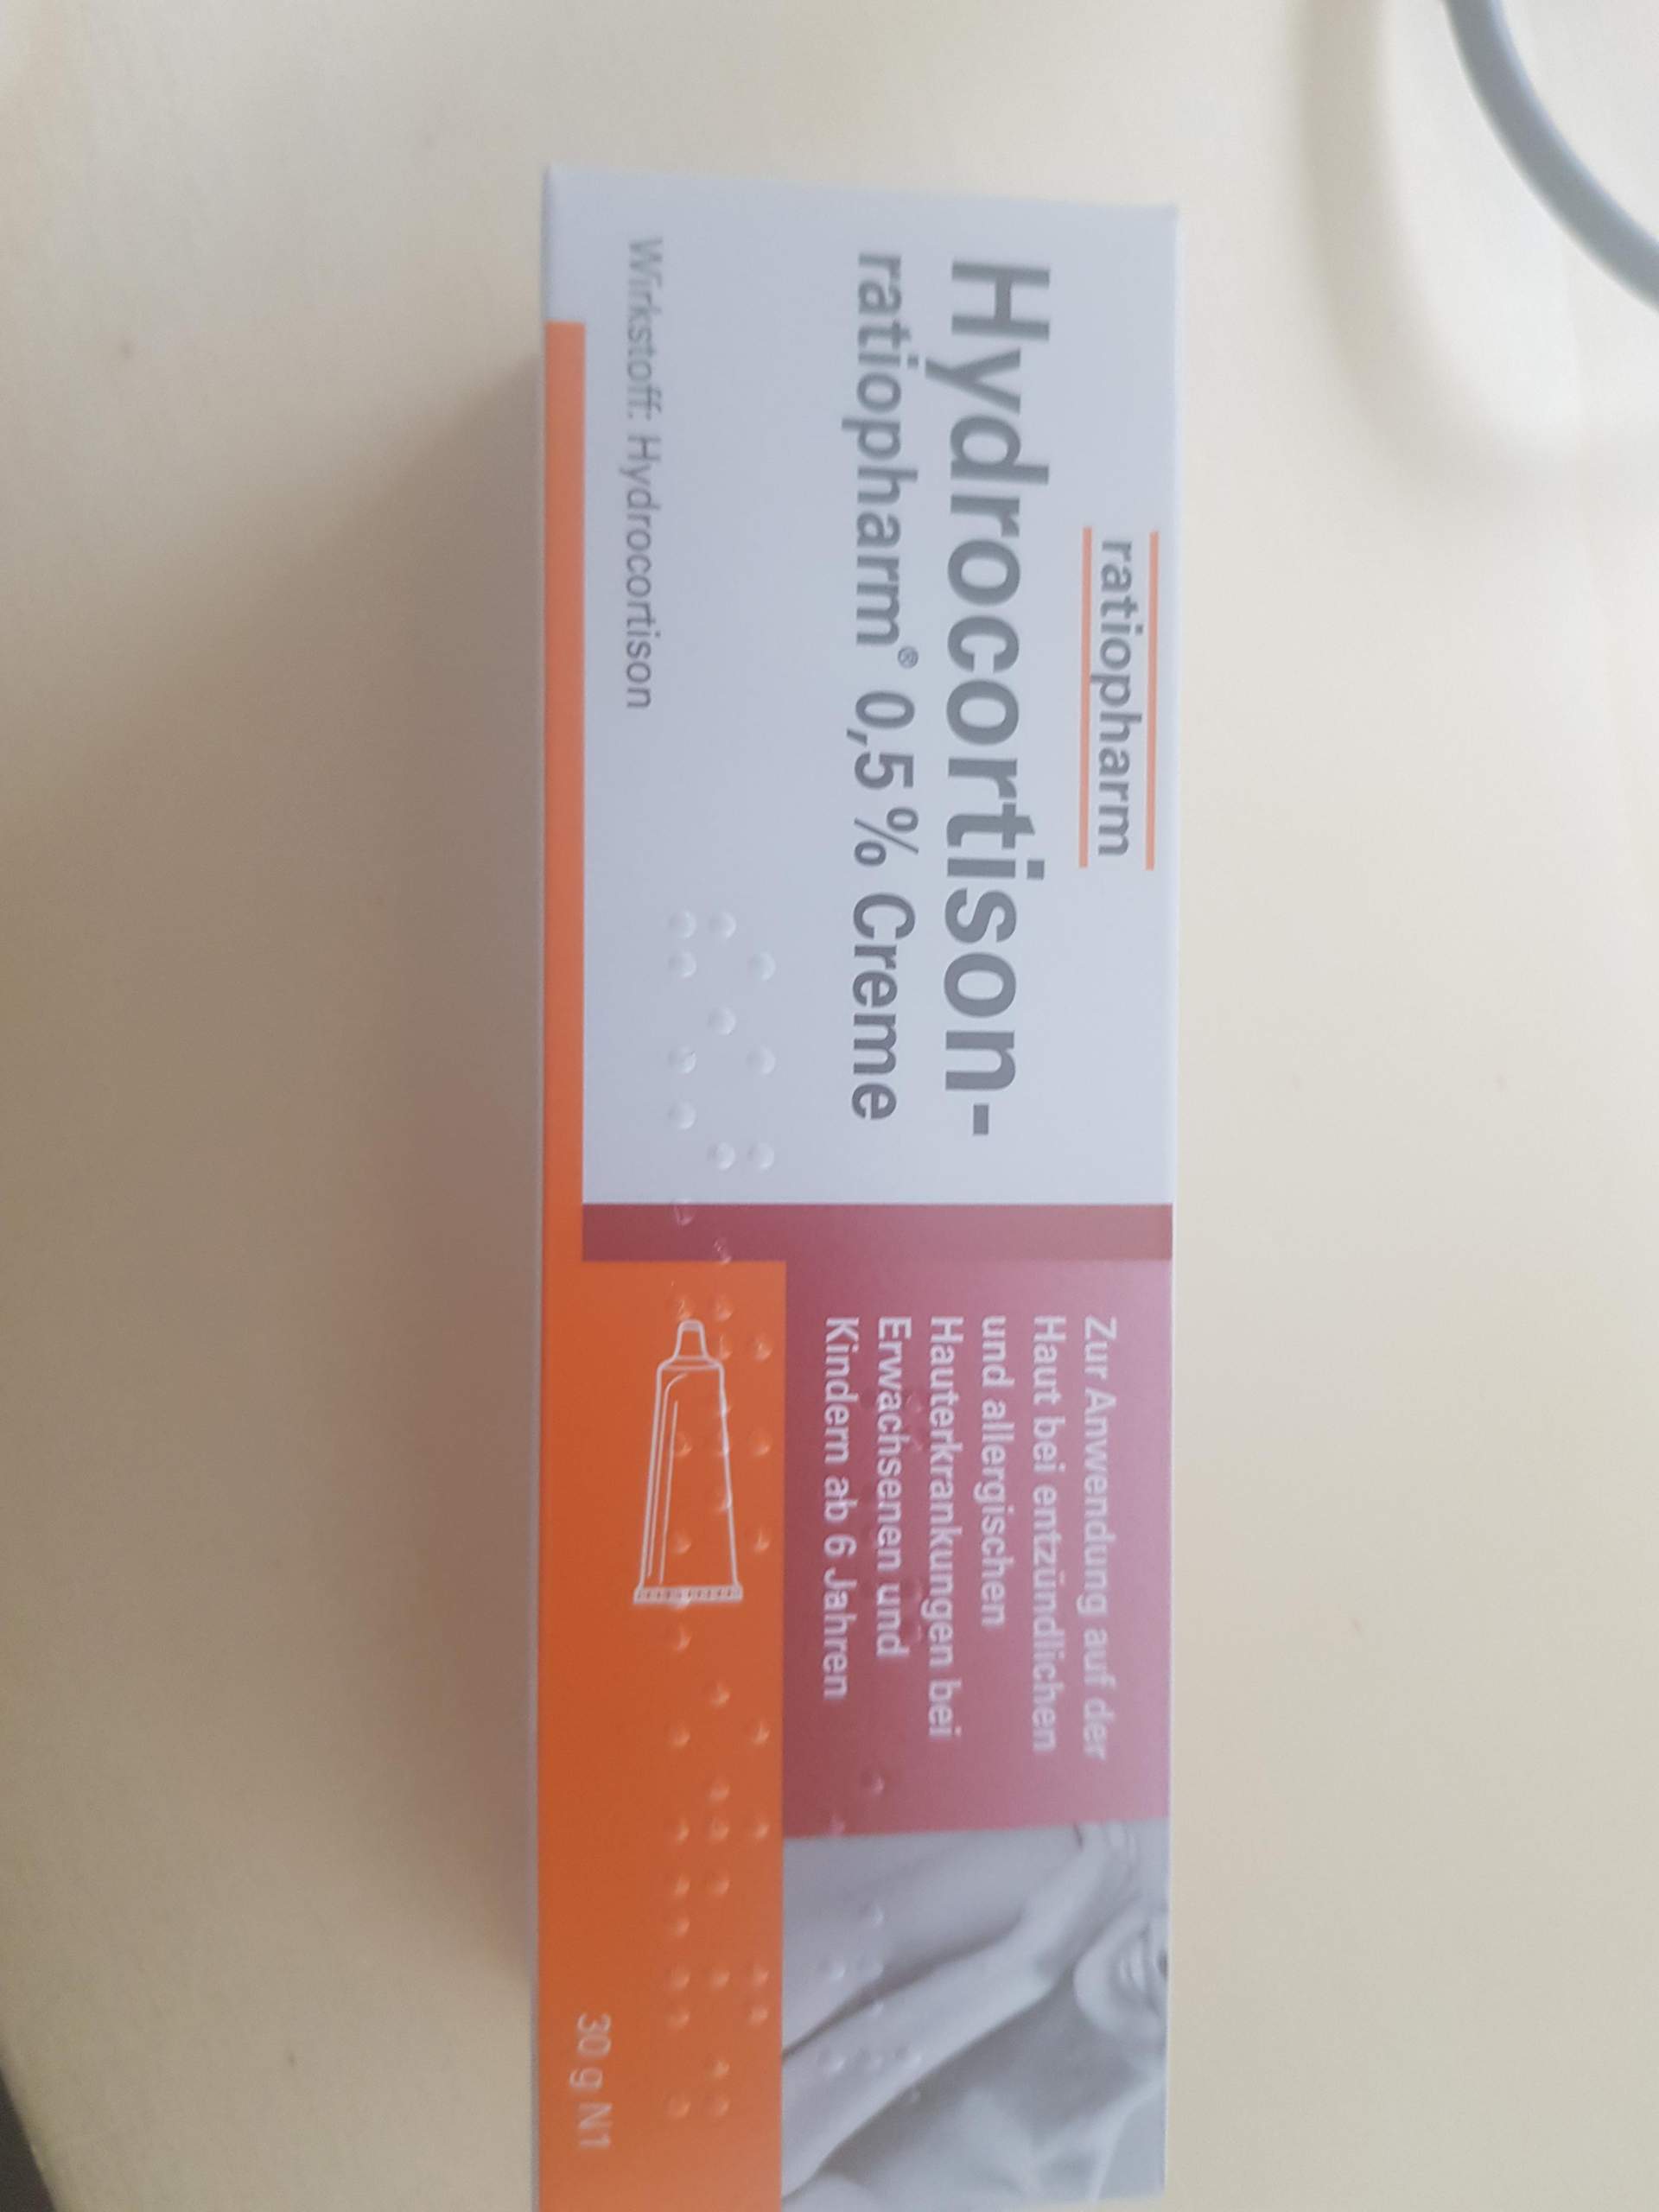 ratiopharm
Hydrocortison-
ratiopharm® 0,5 % Creme
Wirkstoff: Hydrocortison
Zur Anwendung auf der
Haut bei entzündlichen
und allergischen
Hauterkrankungen bei
Erwachsenen und
Kindern ab 6 Jahren
30 g N1